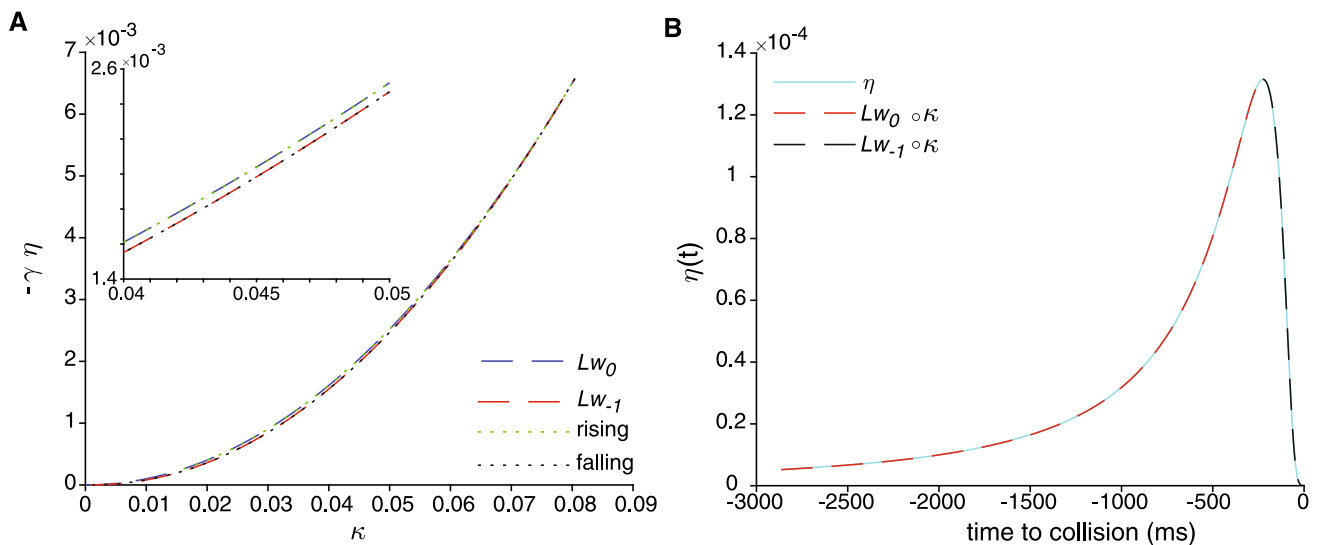 A
×10⁻³
7
6
5
4
3
2
1
0
- γ η
0 0.01 0.02 0.03 0.04 0.05 0.06 0.07 0.08 0.09
κ
×10⁻³
2.6
1.4
0.04 0.045 0.05
Lw₀
Lw₋₁
rising
falling
B
×10⁻⁴
1.4
1.2
1
0.8
0.6
0.4
0.2
0
η(t)
-3000 -2500 -2000 -1500 -1000 -500 0
time to collision (ms)
η
Lw₀ ∘κ
Lw₋₁ ∘κ